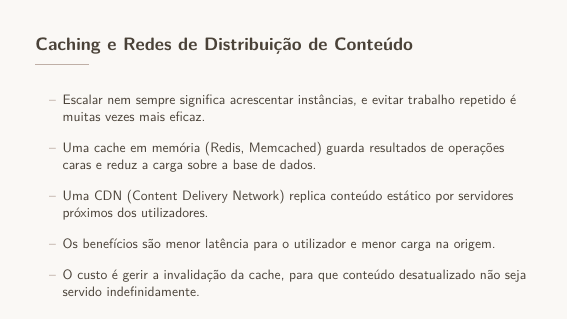 Caching e Redes de Distribuição de Conteúdo
– Escalar nem sempre significa acrescentar instâncias, e evitar trabalho repetido é
muitas vezes mais eficaz.
– Uma cache em memória (Redis, Memcached) guarda resultados de operações
caras e reduz a carga sobre a base de dados.
– Uma CDN (Content Delivery Network) replica conteúdo estático por servidores
próximos dos utilizadores.
– Os benefícios são menor latência para o utilizador e menor carga na origem.
– O custo é gerir a invalidação da cache, para que conteúdo desatualizado não seja
servido indefinidamente.